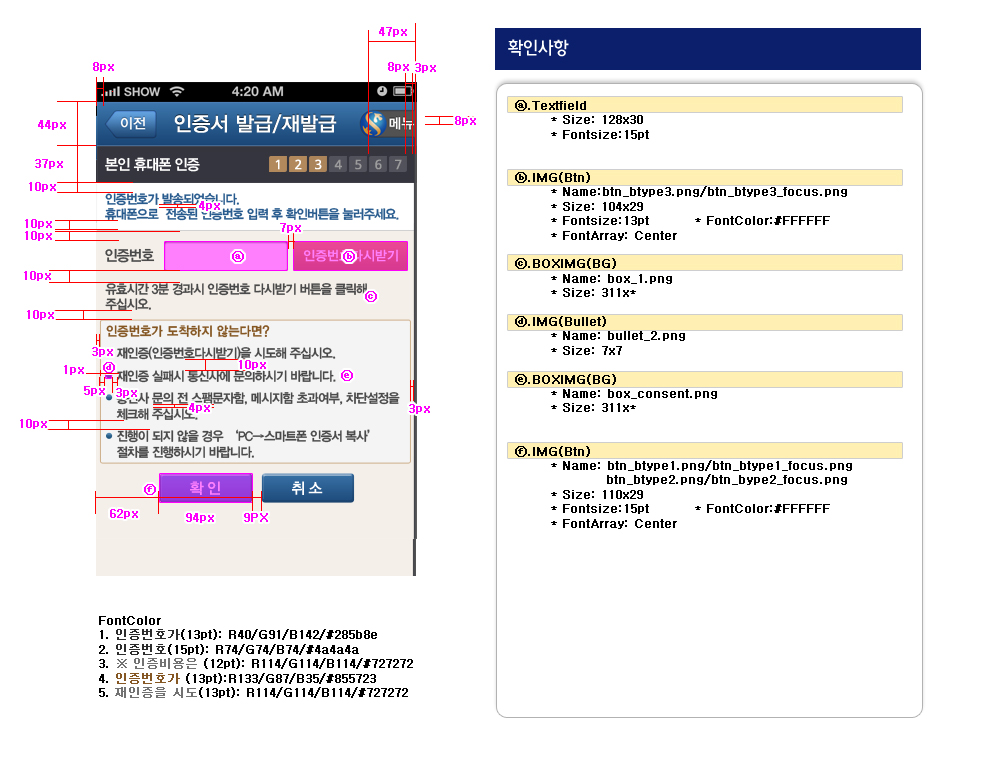 47px
8px
8px
3px
SHOW
4:20 AM
이전
인증서 발급/재발급
메뉴
8px
44px
37px
본인 휴대폰 인증
1 2 3 4 5 6 7
10px
인증번호가 발송되었습니다.
4px
휴대폰으로 전송된 인증번호 입력 후 확인버튼을 눌러주세요.
10px
10px
7px
인증번호
ⓐ
인증번호다시받기
ⓑ
10px
유효시간 3분 경과시 인증번호 다시받기 버튼을 클릭해
주십시오.
ⓒ
10px
인증번호가 도착하지 않는다면?
3px
재인증(인증번호다시받기)을 시도해 주십시오.
10px
1px
ⓓ
재인증 실패시 통신사에 문의하시기 바랍니다.
ⓔ
5px
3px
통신사 문의 전 스팸문자함, 메시지함 초과여부, 차단설정을
4px
3px
체크해 주십시오.
10px
진행이 되지 않을 경우 ‘PC→스마트폰 인증서 복사’
절차를 진행하시기 바랍니다.
ⓕ
확 인
취 소
62px
94px
9PX
FontColor
1. 인증번호가(13pt): R40/G91/B142/#285b8e
2. 인증번호(15pt): R74/G74/B74/#4a4a4a
3. ※ 인증비용은 (12pt): R114/G114/B114/#727272
4. 인증번호가 (13pt):R133/G87/B35/#855723
5. 재인증을 시도(13pt): R114/G114/B114/#727272
확인사항
ⓐ.Textfield
* Size: 128x30
* Fontsize:15pt
ⓑ.IMG(Btn)
* Name:btn_btype3.png/btn_btype3_focus.png
* Size: 104x29
* Fontsize:13pt * FontColor:#FFFFFF
* FontArray: Center
ⓒ.BOXIMG(BG)
* Name: box_1.png
* Size: 311x*
ⓓ.IMG(Bullet)
* Name: bullet_2.png
* Size: 7x7
ⓔ.BOXIMG(BG)
* Name: box_consent.png
* Size: 311x*
ⓕ.IMG(Btn)
* Name: btn_btype1.png/btn_btype1_focus.png
btn_btype2.png/btn_bype2_focus.png
* Size: 110x29
* Fontsize:15pt * FontColor:#FFFFFF
* FontArray: Center